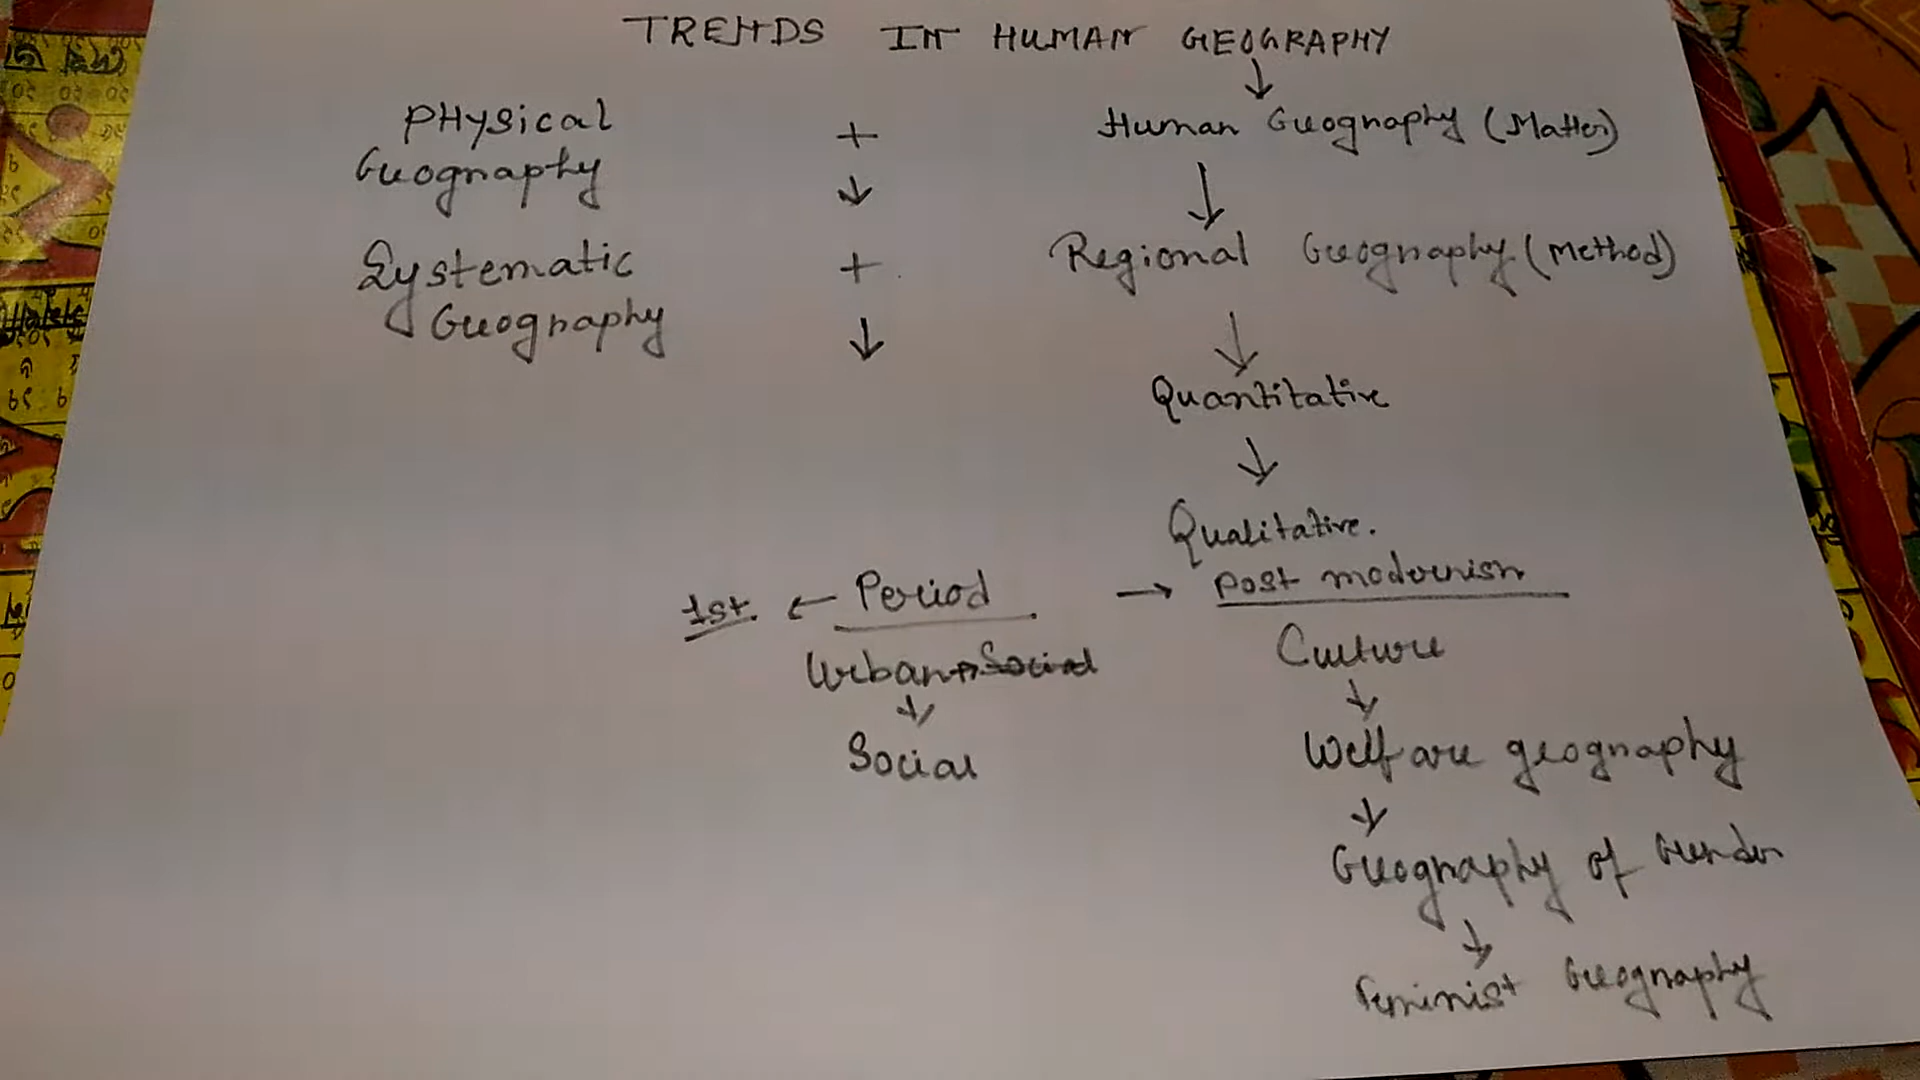 TRENDS IN HUMAN GEOGRAPHY
↓
PHysical + Human Geography (Matter)
Geography ↓ ↓
Systematic + Regional Geography (Method)
Geography ↓ ↓
Quantitative
↓
Qualitative.
1st. ← Period → Post modernism
Urban Social Culture
↓ ↓
Social Welfare geography
↓
Geography of Gender
↓
Feminist Geography